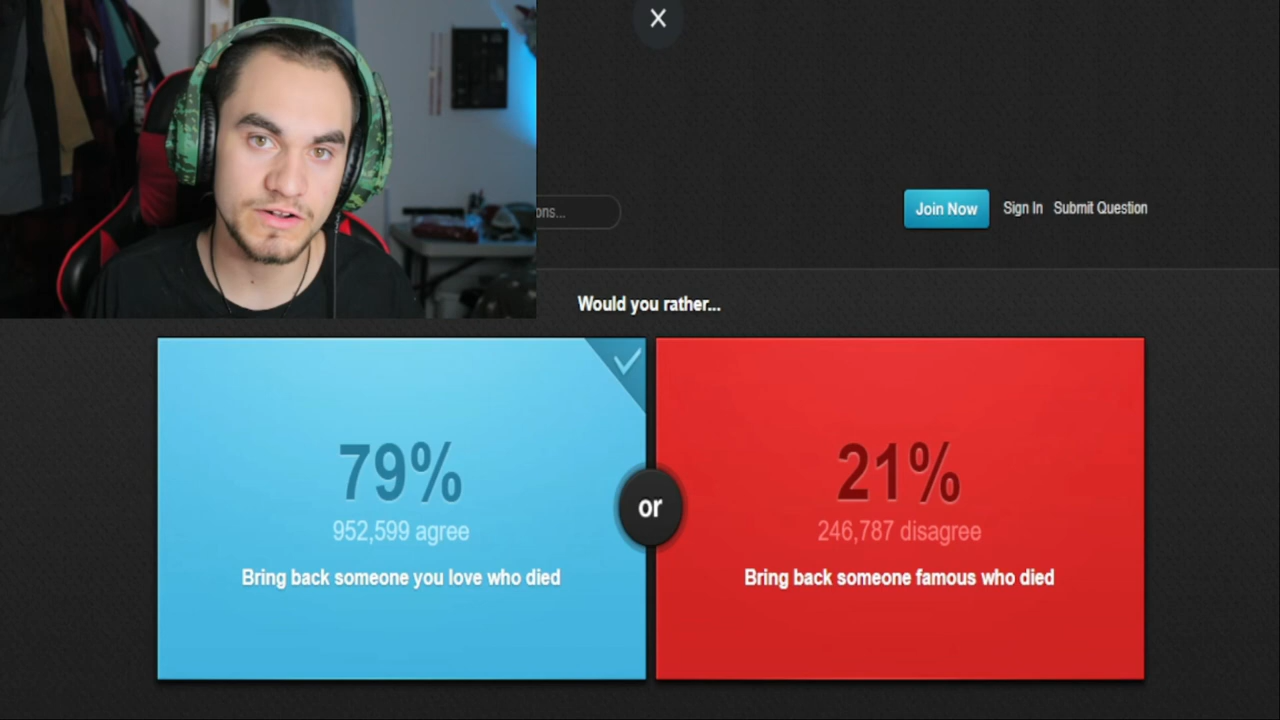 X
ons...
Join Now
Sign In
Submit Question
Would you rather...
79%
952,599 agree
Bring back someone you love who died
or
21%
246,787 disagree
Bring back someone famous who died